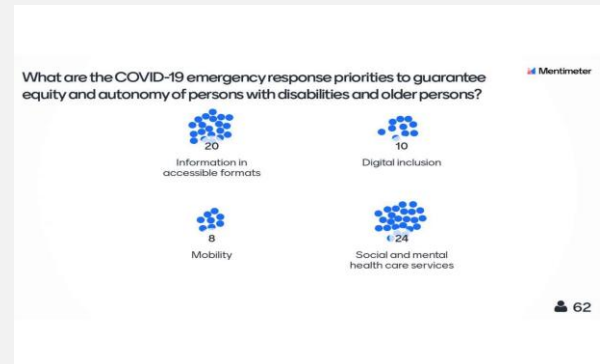 What are the COVID-19 emergency response priorities to guarantee
equity and autonomy of persons with disabilities and older persons?
Mentimeter
20
Information in
accessible formats
10
Digital inclusion
8
Mobility
24
Social and mental
health care services
62